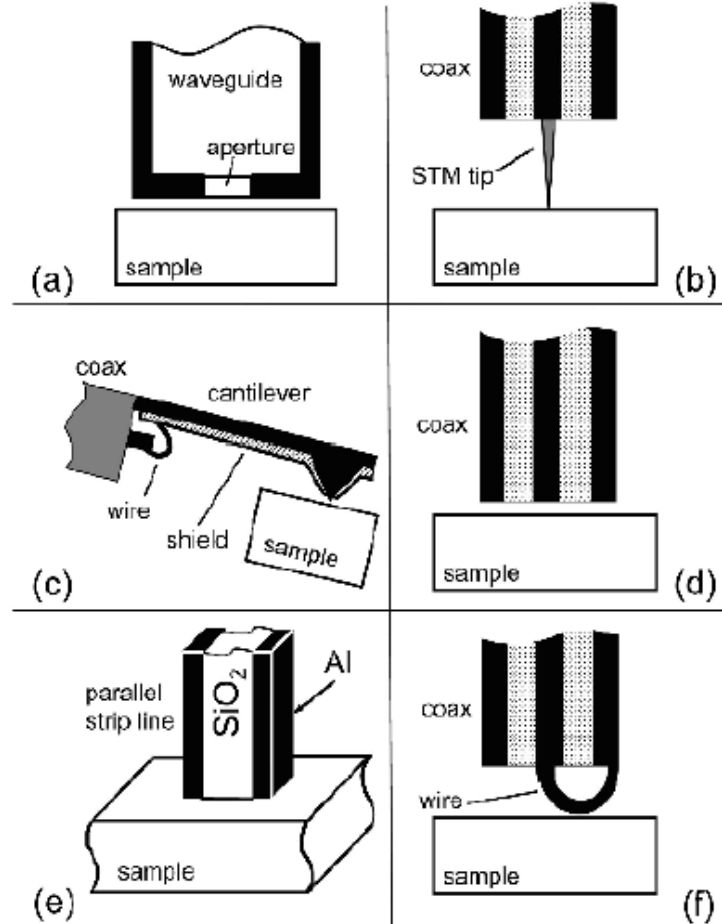 waveguide
aperture
sample
(a)
coax
STM tip
sample
(b)
coax
cantilever
wire
shield
sample
(c)
coax
sample
(d)
parallel
strip line
SiO2
Al
sample
(e)
coax
wire
sample
(f)